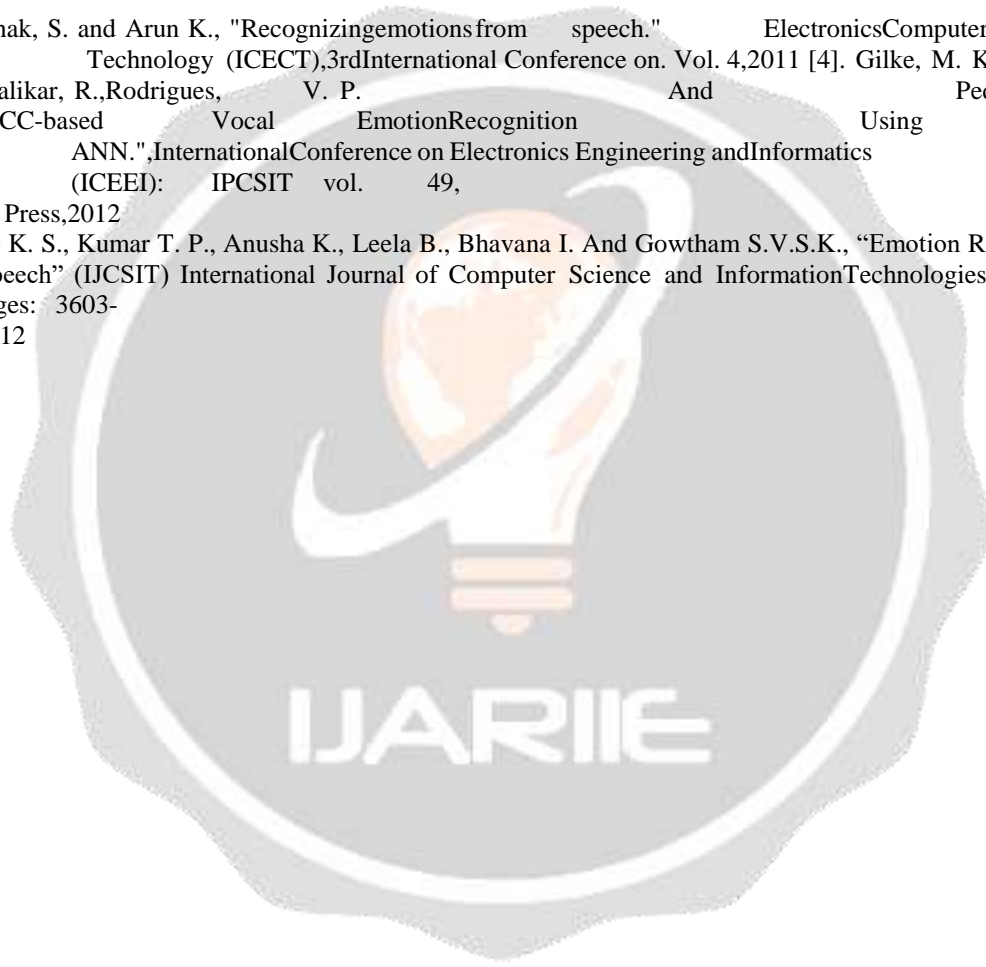 nak, S. and Arun K., "Recognizingemotionsfrom speech." ElectronicsComputer
Technology (ICECT),3rdInternational Conference on. Vol. 4,2011 [4]. Gilke, M. K
alikar, R.,Rodrigues, V. P. And Ped
CC-based Vocal EmotionRecognition Using
ANN.",InternationalConference on Electronics Engineering andInformatics
(ICEEI): IPCSIT vol. 49,
Press,2012
K. S., Kumar T. P., Anusha K., Leela B., Bhavana I. And Gowtham S.V.S.K., “Emotion R
peech” (IJCSIT) International Journal of Computer Science and InformationTechnologies
ges: 3603-
12
IJARIIE